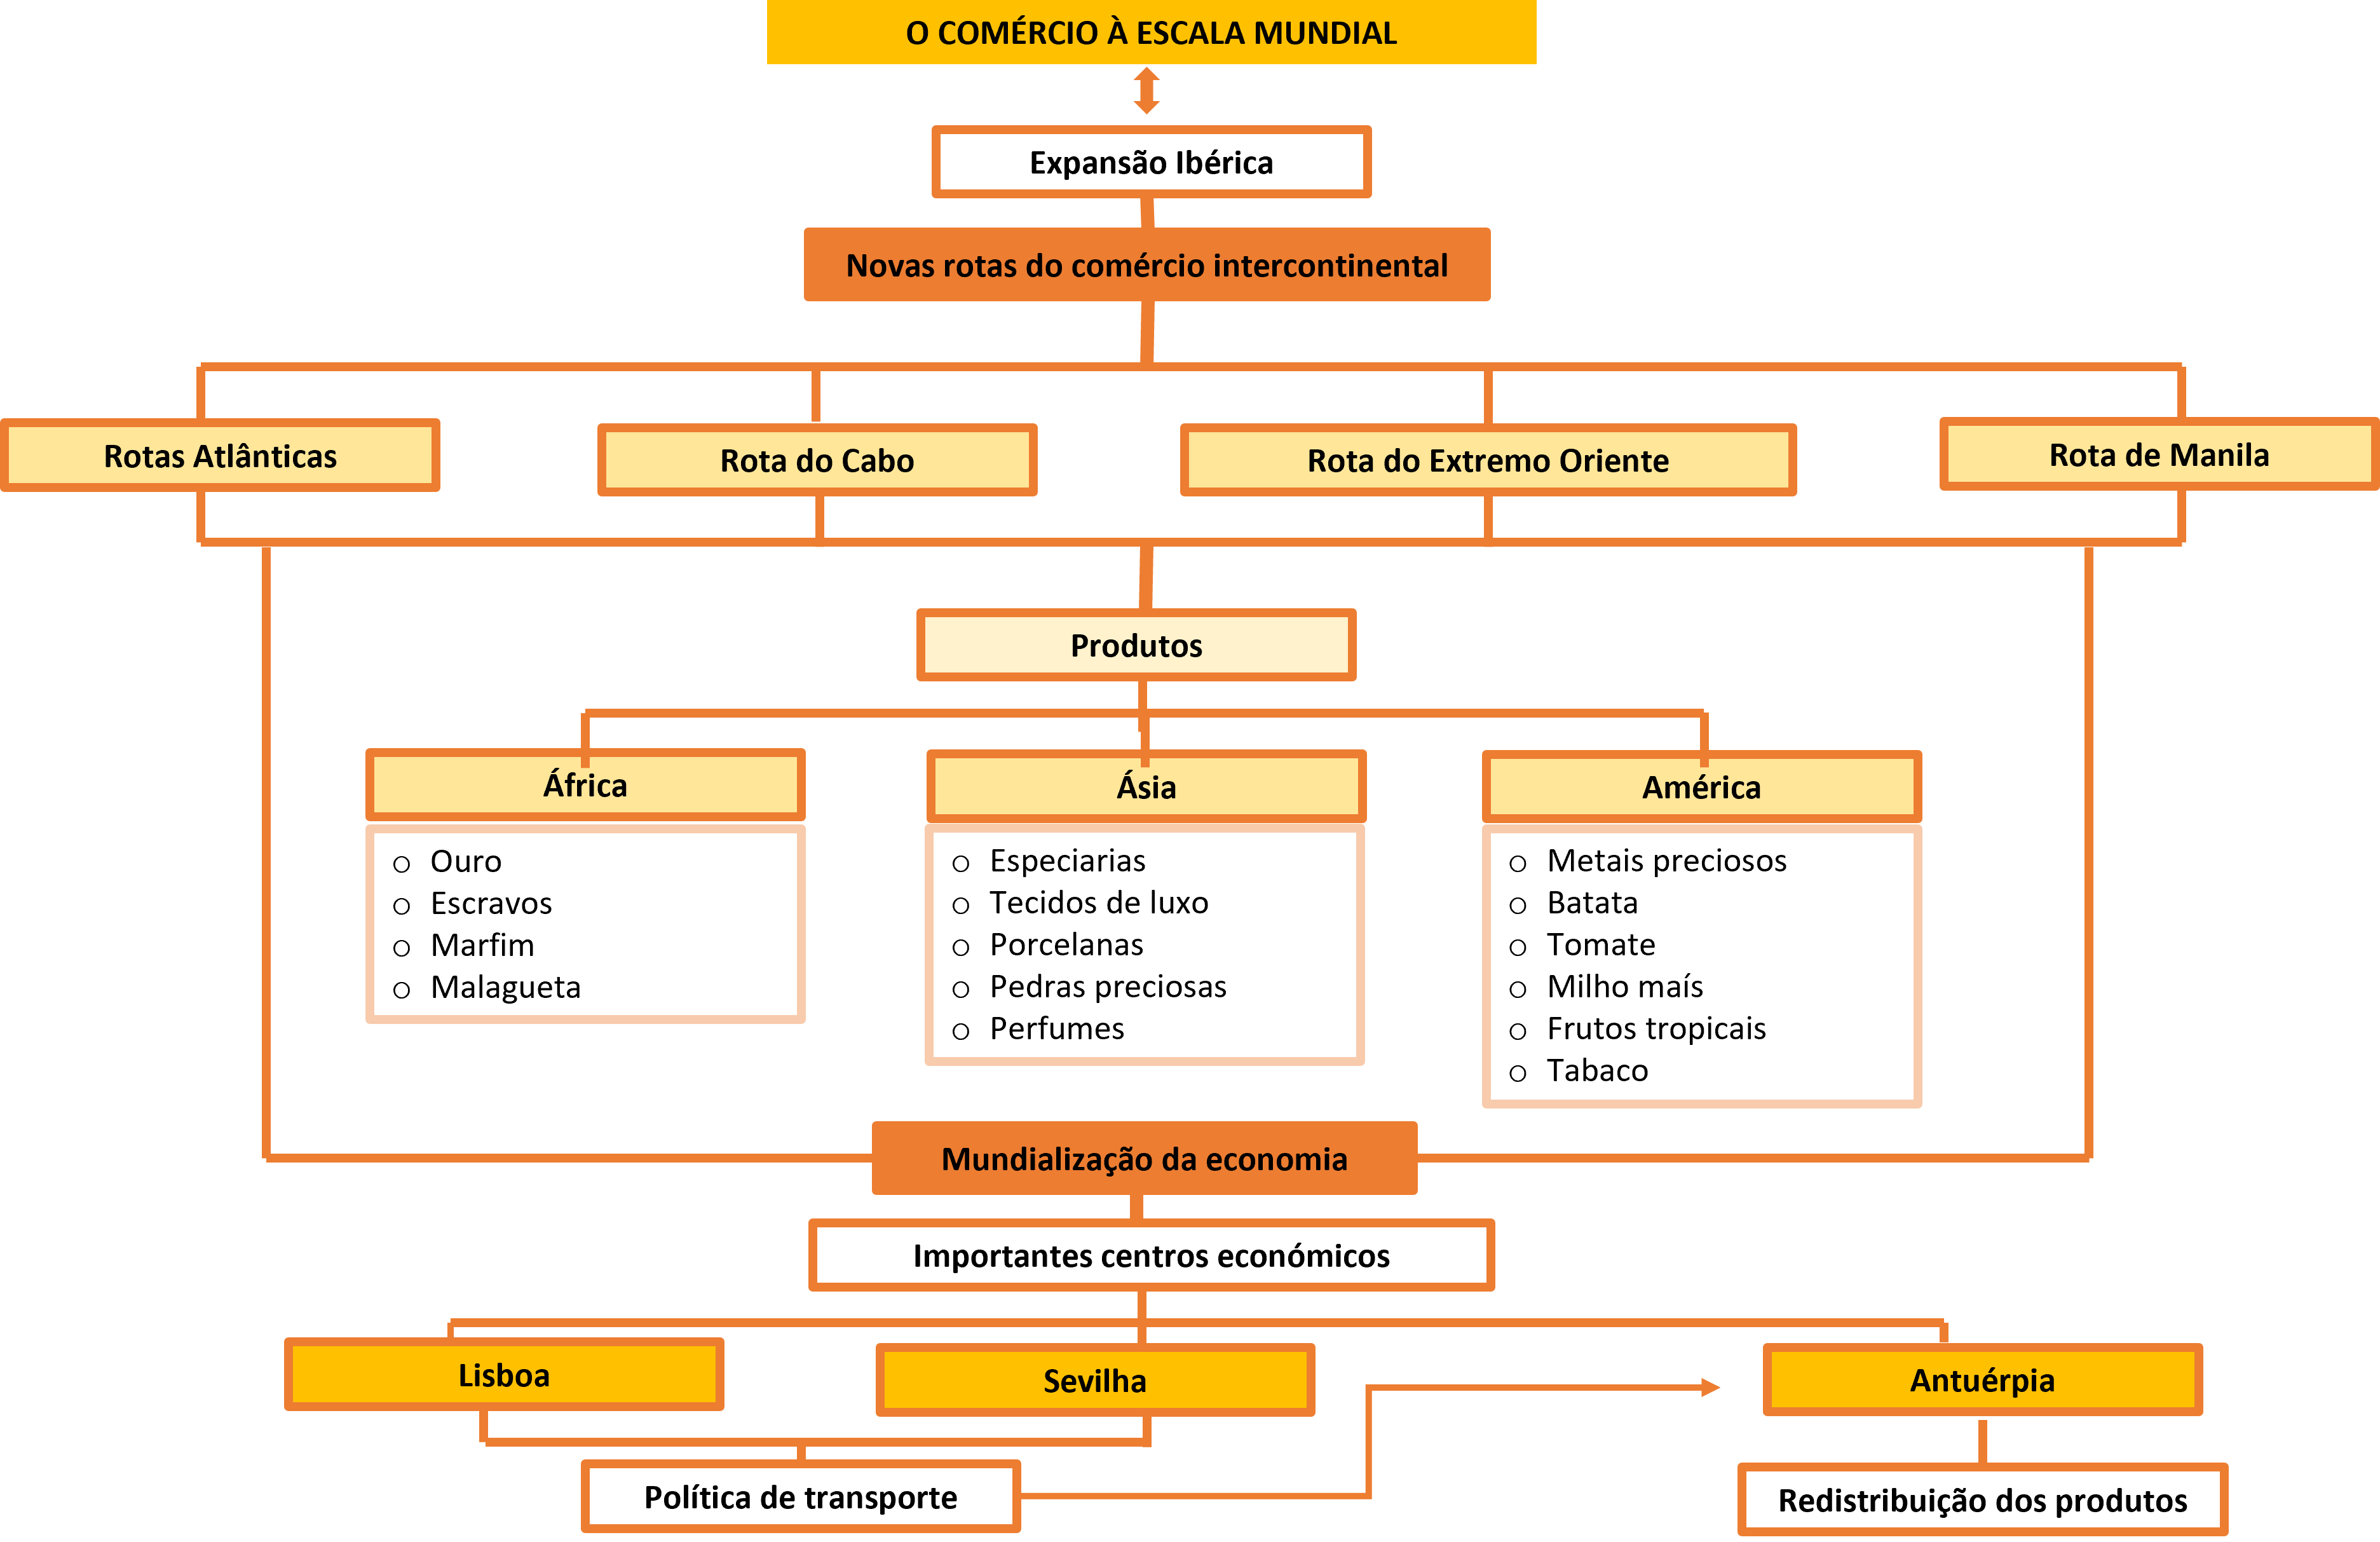 O COMÉRCIO À ESCALA MUNDIAL
Expansão Ibérica
Novas rotas do comércio intercontinental
Rotas Atlânticas
Rota do Cabo
Rota do Extremo Oriente
Rota de Manila
Produtos
África
Ouro
Escravos
Marfim
Malagueta
Ásia
Especiarias
Tecidos de luxo
Porcelanas
Pedras preciosas
Perfumes
América
Metais preciosos
Batata
Tomate
Milho maís
Frutos tropicais
Tabaco
Mundialização da economia
Importantes centros económicos
Lisboa
Sevilha
Antuérpia
Política de transporte
Redistribuição dos produtos